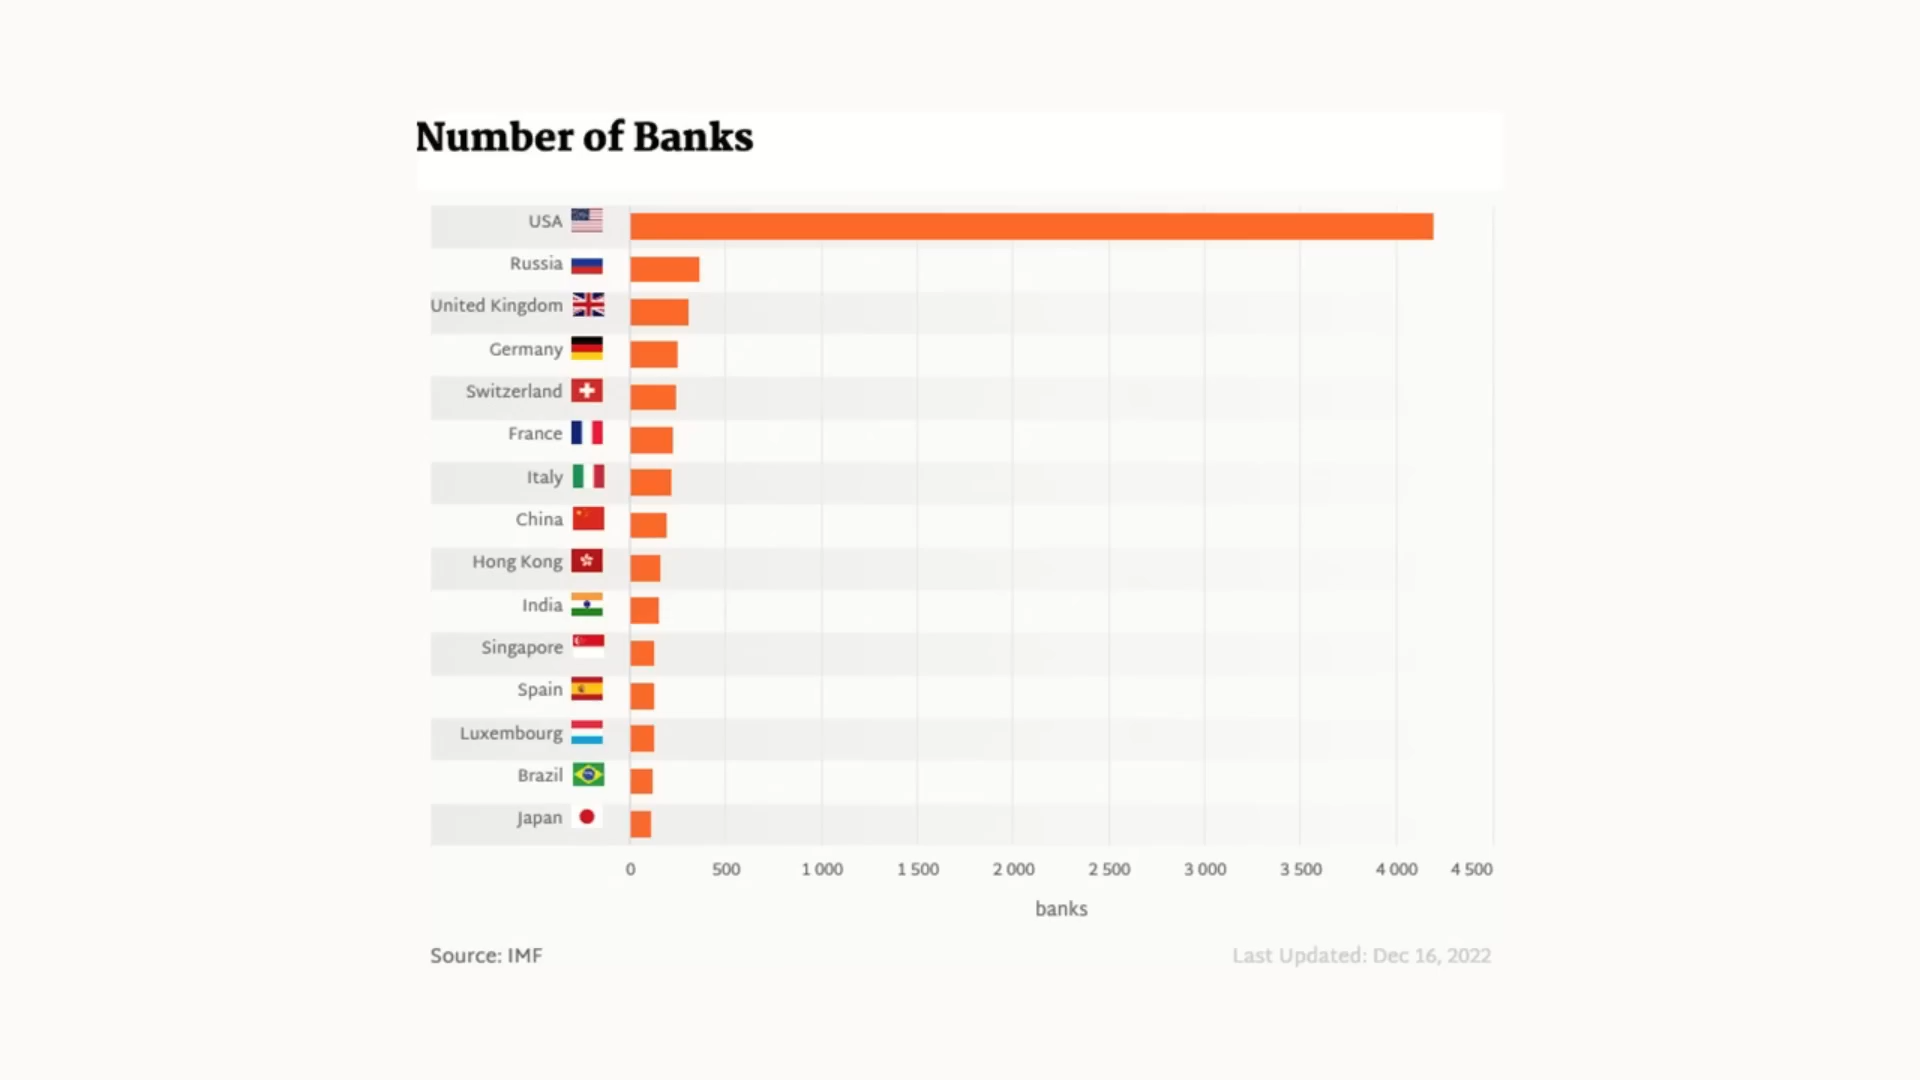 Number of Banks
USA
Russia
United Kingdom
Germany
Switzerland
France
Italy
China
Hong Kong
India
Singapore
Spain
Luxembourg
Brazil
Japan
0 500 1 000 1 500 2 000 2 500 3 000 3 500 4 000 4 500
banks
Source: IMF Last Updated: Dec 16, 2022